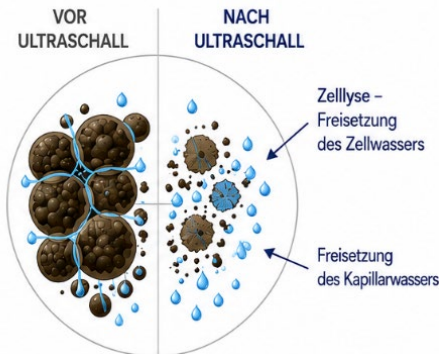 VOR
ULTRASCHALL
NACH
ULTRASCHALL
Zelllyse –
Freisetzung
des Zellwassers
Freisetzung
des Kapillarwassers